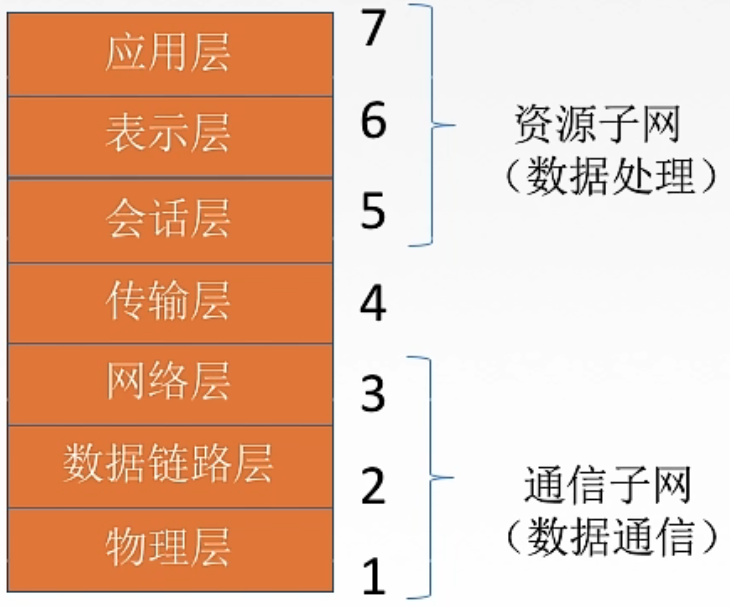 应用层
7
表示层
6
资源子网
（数据处理）
会话层
5
传输层
4
网络层
3
数据链路层
2
通信子网
（数据通信）
物理层
1